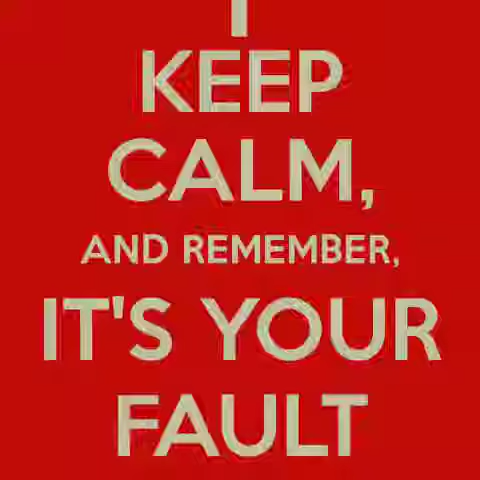 I
KEEP
CALM,
AND REMEMBER,
IT'S YOUR
FAULT